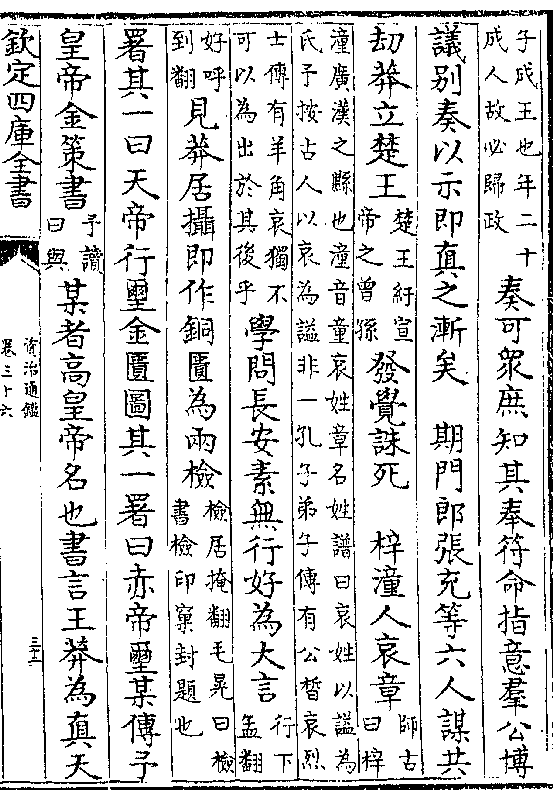 子成王也年二十
成人故必歸政
奏可眾庶知其奉符命指意羣公博
議别奏以示即真之漸矣 期門郎張充等六人謀共
劫莽立楚王
楚王紆宣
帝之曾孫
發覺誅死 梓潼人哀章
師古
曰梓
潼廣漢之縣也潼音童哀姓章名姓譜曰哀姓以謚為
氏予按古人以哀為謚非一孔子弟子傳有公晳哀烈
士傳有羊角哀獨不
可以為出於其後乎
學問長安素無行好為大言
行下
孟翻
好呼
到翻
見莽居攝即作銅匱為兩檢
檢居掩翻毛晃曰檢
書檢印窠封題也
署其一曰天帝行璽金匱圖其一署曰赤帝璽某傳予
皇帝金策書
予讀
曰與
某者高皇帝名也書言王莽為真天
欽定四庫全書
資治通鑑
卷三十六
三十二